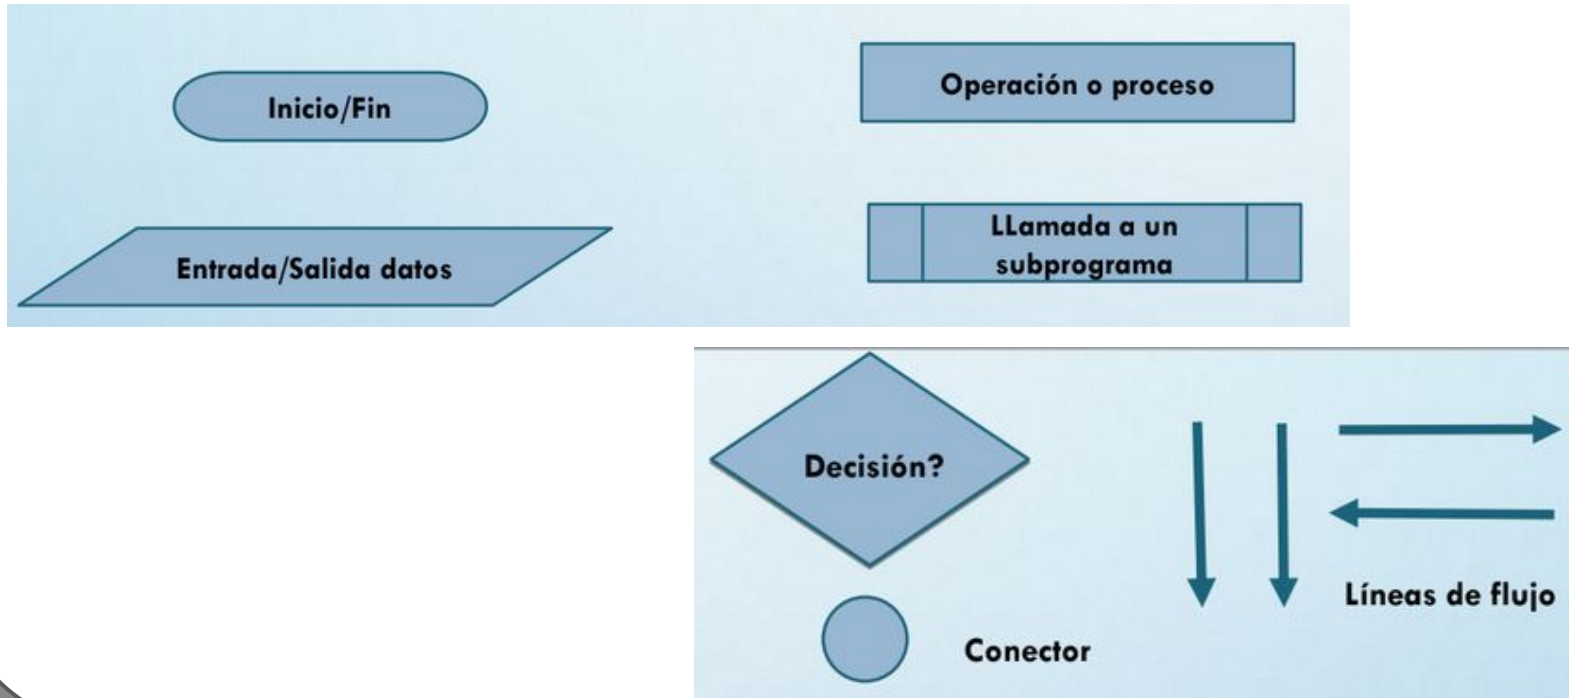 Inicio/Fin
Operación o proceso
Entrada/Salida datos
LLamada a un
subprograma
Decisión?
Líneas de flujo
Conector